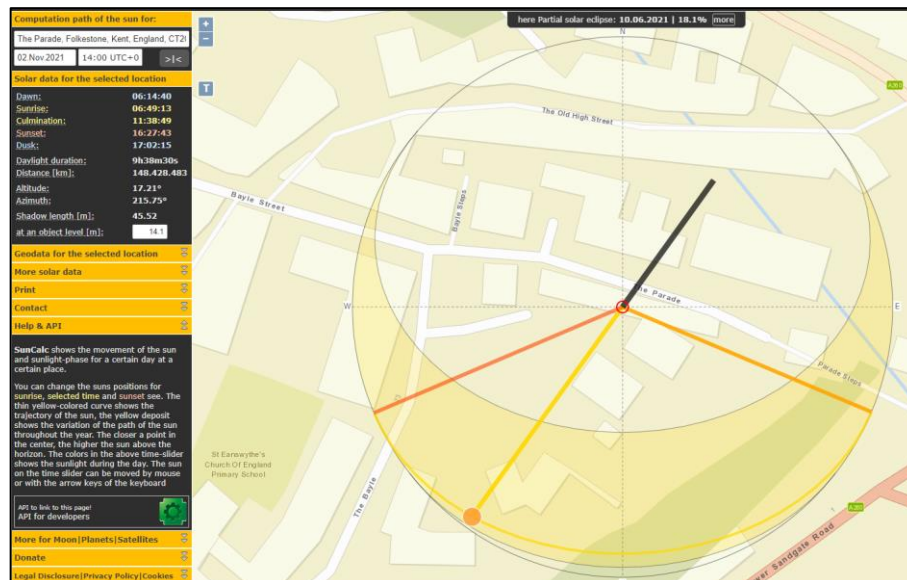 Computation path of the sun for:
The Parade, Folkestone, Kent, England, CT2
02.Nov.2021
14:00 UTC+0
>|<
Solar data for the selected location
Dawn: 06:14:40
Sunrise: 06:49:13
Culmination: 11:38:49
Sunset: 16:27:43
Dusk: 17:02:15
Daylight duration: 9h38m30s
Distance [km]: 148.428.483
Altitude: 17.21°
Azimuth: 215.75°
Shadow length [m]: 45.52
at an object level [m]: 14.1
Geodata for the selected location
More solar data
Print
Contact
Help & API
SunCalc shows the movement of the sun
and sunlight-phase for a certain day at a
certain place.
You can change the suns positions for
sunrise, selected time and sunset see. The
thin yellow-colored curve shows the
trajectory of the sun, the yellow deposit
shows the variation of the path of the sun
throughout the year. The closer a point in
the center, the higher the sun above the
horizon. The colors in the above time-slider
shows the sunlight during the day. The sun
on the time slider can be moved by mouse
or with the arrow keys of the keyboard
API to link to this page!
API for developers
More for Moon|Planets|Satellites
Donate
Legal Disclosure|Privacy Policy|Cookies
+
−
T
here Partial solar eclipse: 10.06.2021 | 18.1% more
N
A260
The Old High Street
Bayle Street
Bayle Steps
The Parade
W
E
Parade Steps
St Eanswythe's
Church Of England
Primary School
The Bayle
A260
Sandgate Road